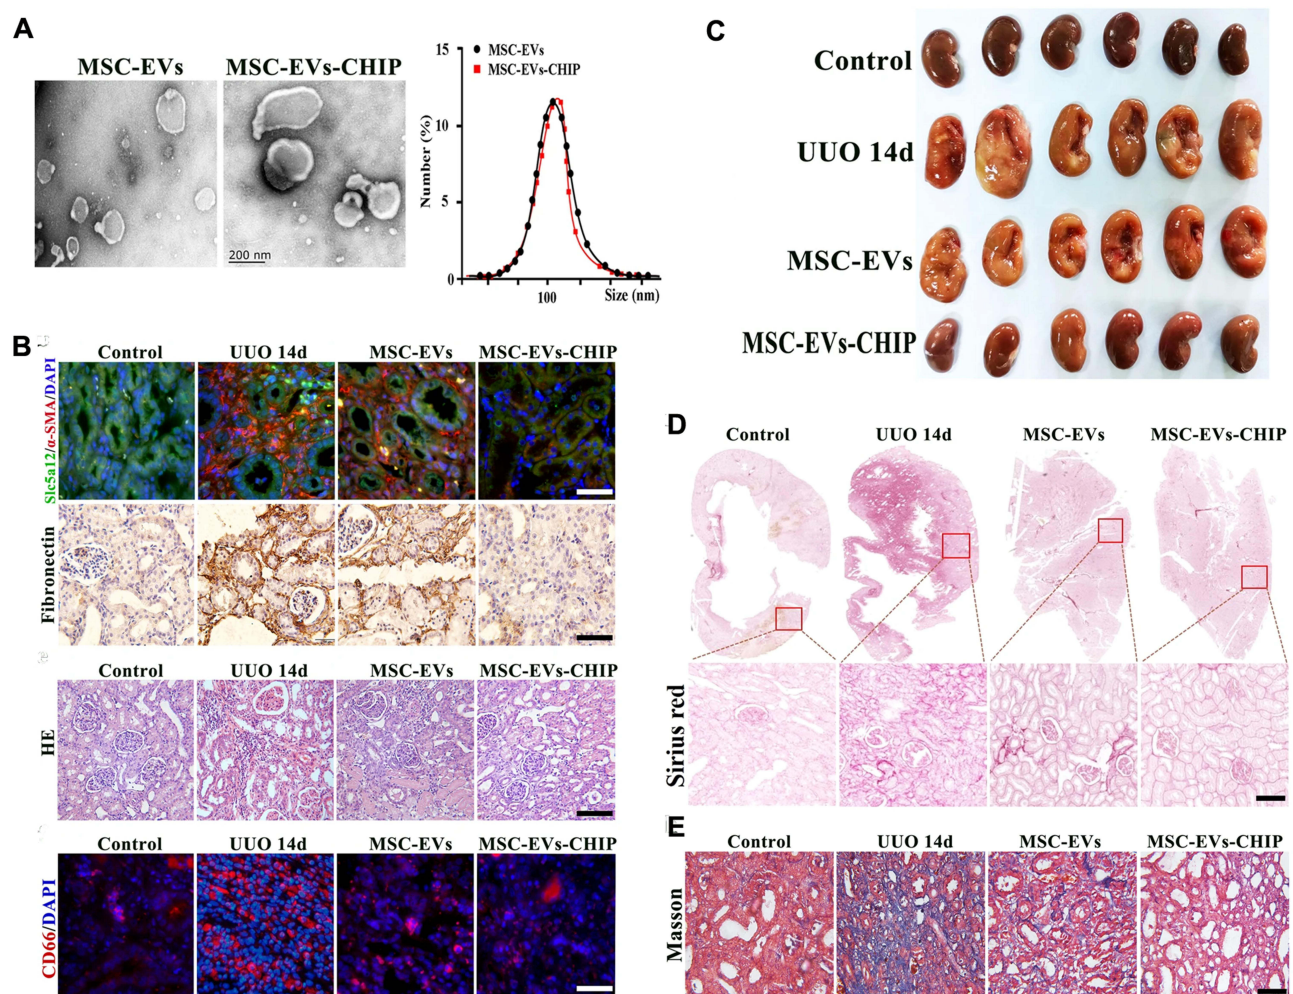 A
MSC-EVs
MSC-EVs-CHIP
200 nm
MSC-EVs
MSC-EVs-CHIP
Number (%)
15
10
5
0
100
Size (nm)
C
Control
UUO 14d
MSC-EVs
MSC-EVs-CHIP
B
Control
UUO 14d
MSC-EVs
MSC-EVs-CHIP
Slc5a12/α-SMA/DAPI
Fibronectin
Control
UUO 14d
MSC-EVs
MSC-EVs-CHIP
HE
Control
UUO 14d
MSC-EVs
MSC-EVs-CHIP
CD66/DAPI
D
Control
UUO 14d
MSC-EVs
MSC-EVs-CHIP
Sirius red
E
Control
UUO 14d
MSC-EVs
MSC-EVs-CHIP
Masson